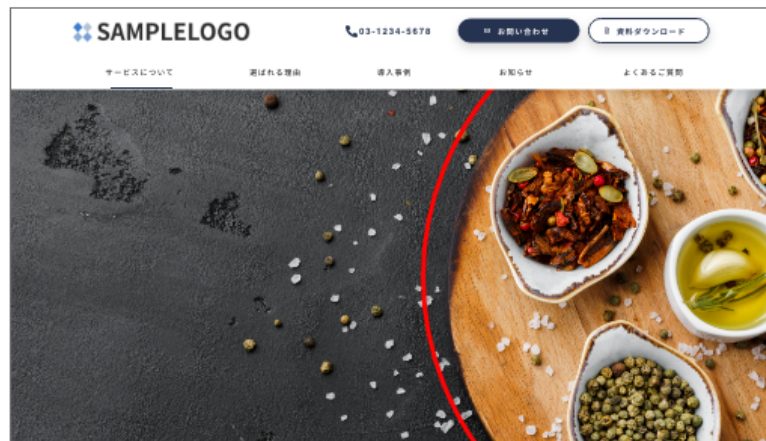 SAMPLELOGO
03-1234-5678
お問い合わせ
資料ダウンロード
サービスについて
選ばれる理由
導入事例
お知らせ
よくあるご質問